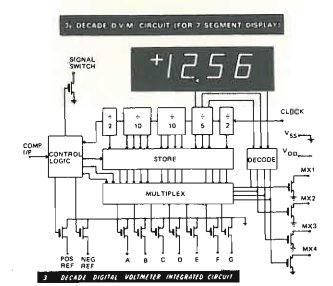 3½ DECADE D.V.M. CIRCUIT (FOR 7 SEGMENT DISPLAY)
SIGNAL
SWITCH
+12.56
÷
2
÷
10
÷
10
÷
5
÷
2
CLOCK
VSS
VDD
COMP
I/P
CONTROL
LOGIC
STORE
DECODE
MULTIPLEX
MX1
MX2
MX3
MX4
POS
REF
NEG
REF
A B C D E F G
3 DECADE DIGITAL VOLTMETER INTEGRATED CIRCUIT